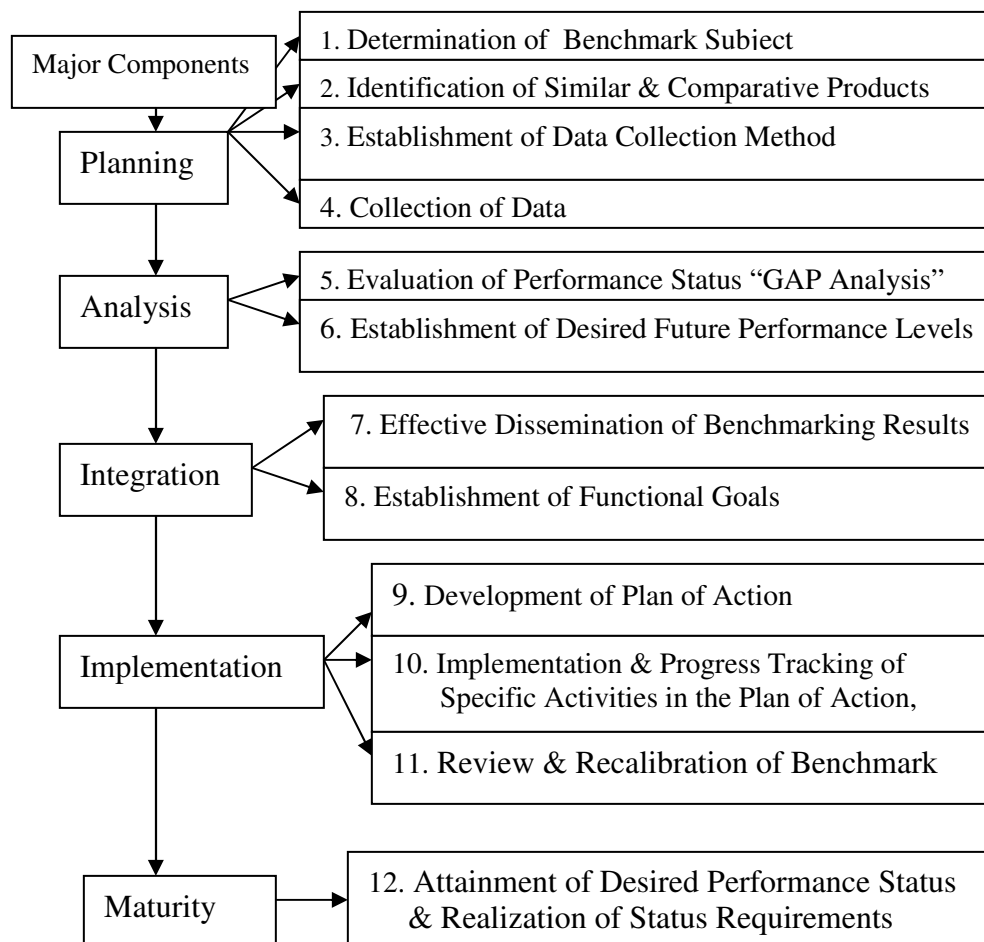 Major Components
1. Determination of Benchmark Subject
2. Identification of Similar & Comparative Products
3. Establishment of Data Collection Method
Planning
4. Collection of Data
5. Evaluation of Performance Status “GAP Analysis”
Analysis
6. Establishment of Desired Future Performance Levels
7. Effective Dissemination of Benchmarking Results
Integration
8. Establishment of Functional Goals
9. Development of Plan of Action
Implementation
10. Implementation & Progress Tracking of
Specific Activities in the Plan of Action,
11. Review & Recalibration of Benchmark
Maturity
12. Attainment of Desired Performance Status
& Realization of Status Requirements